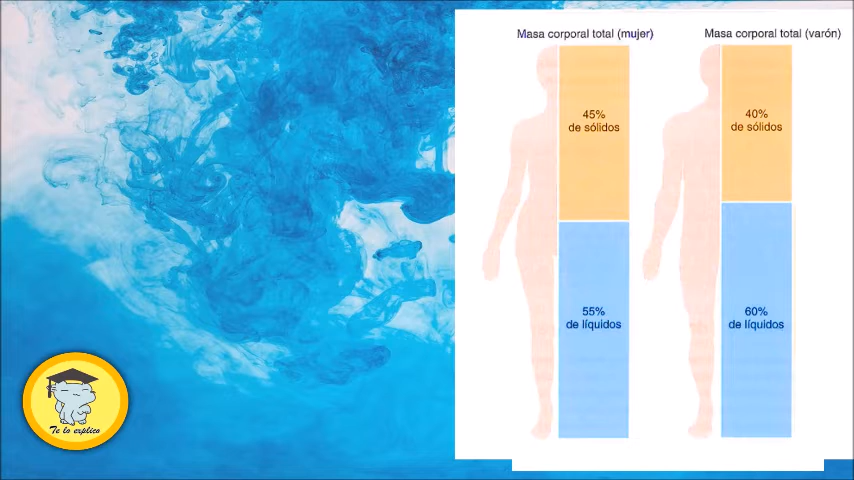 Masa corporal total (mujer)
Masa corporal total (varón)
45%
de sólidos
40%
de sólidos
55%
de líquidos
60%
de líquidos
Te lo explico